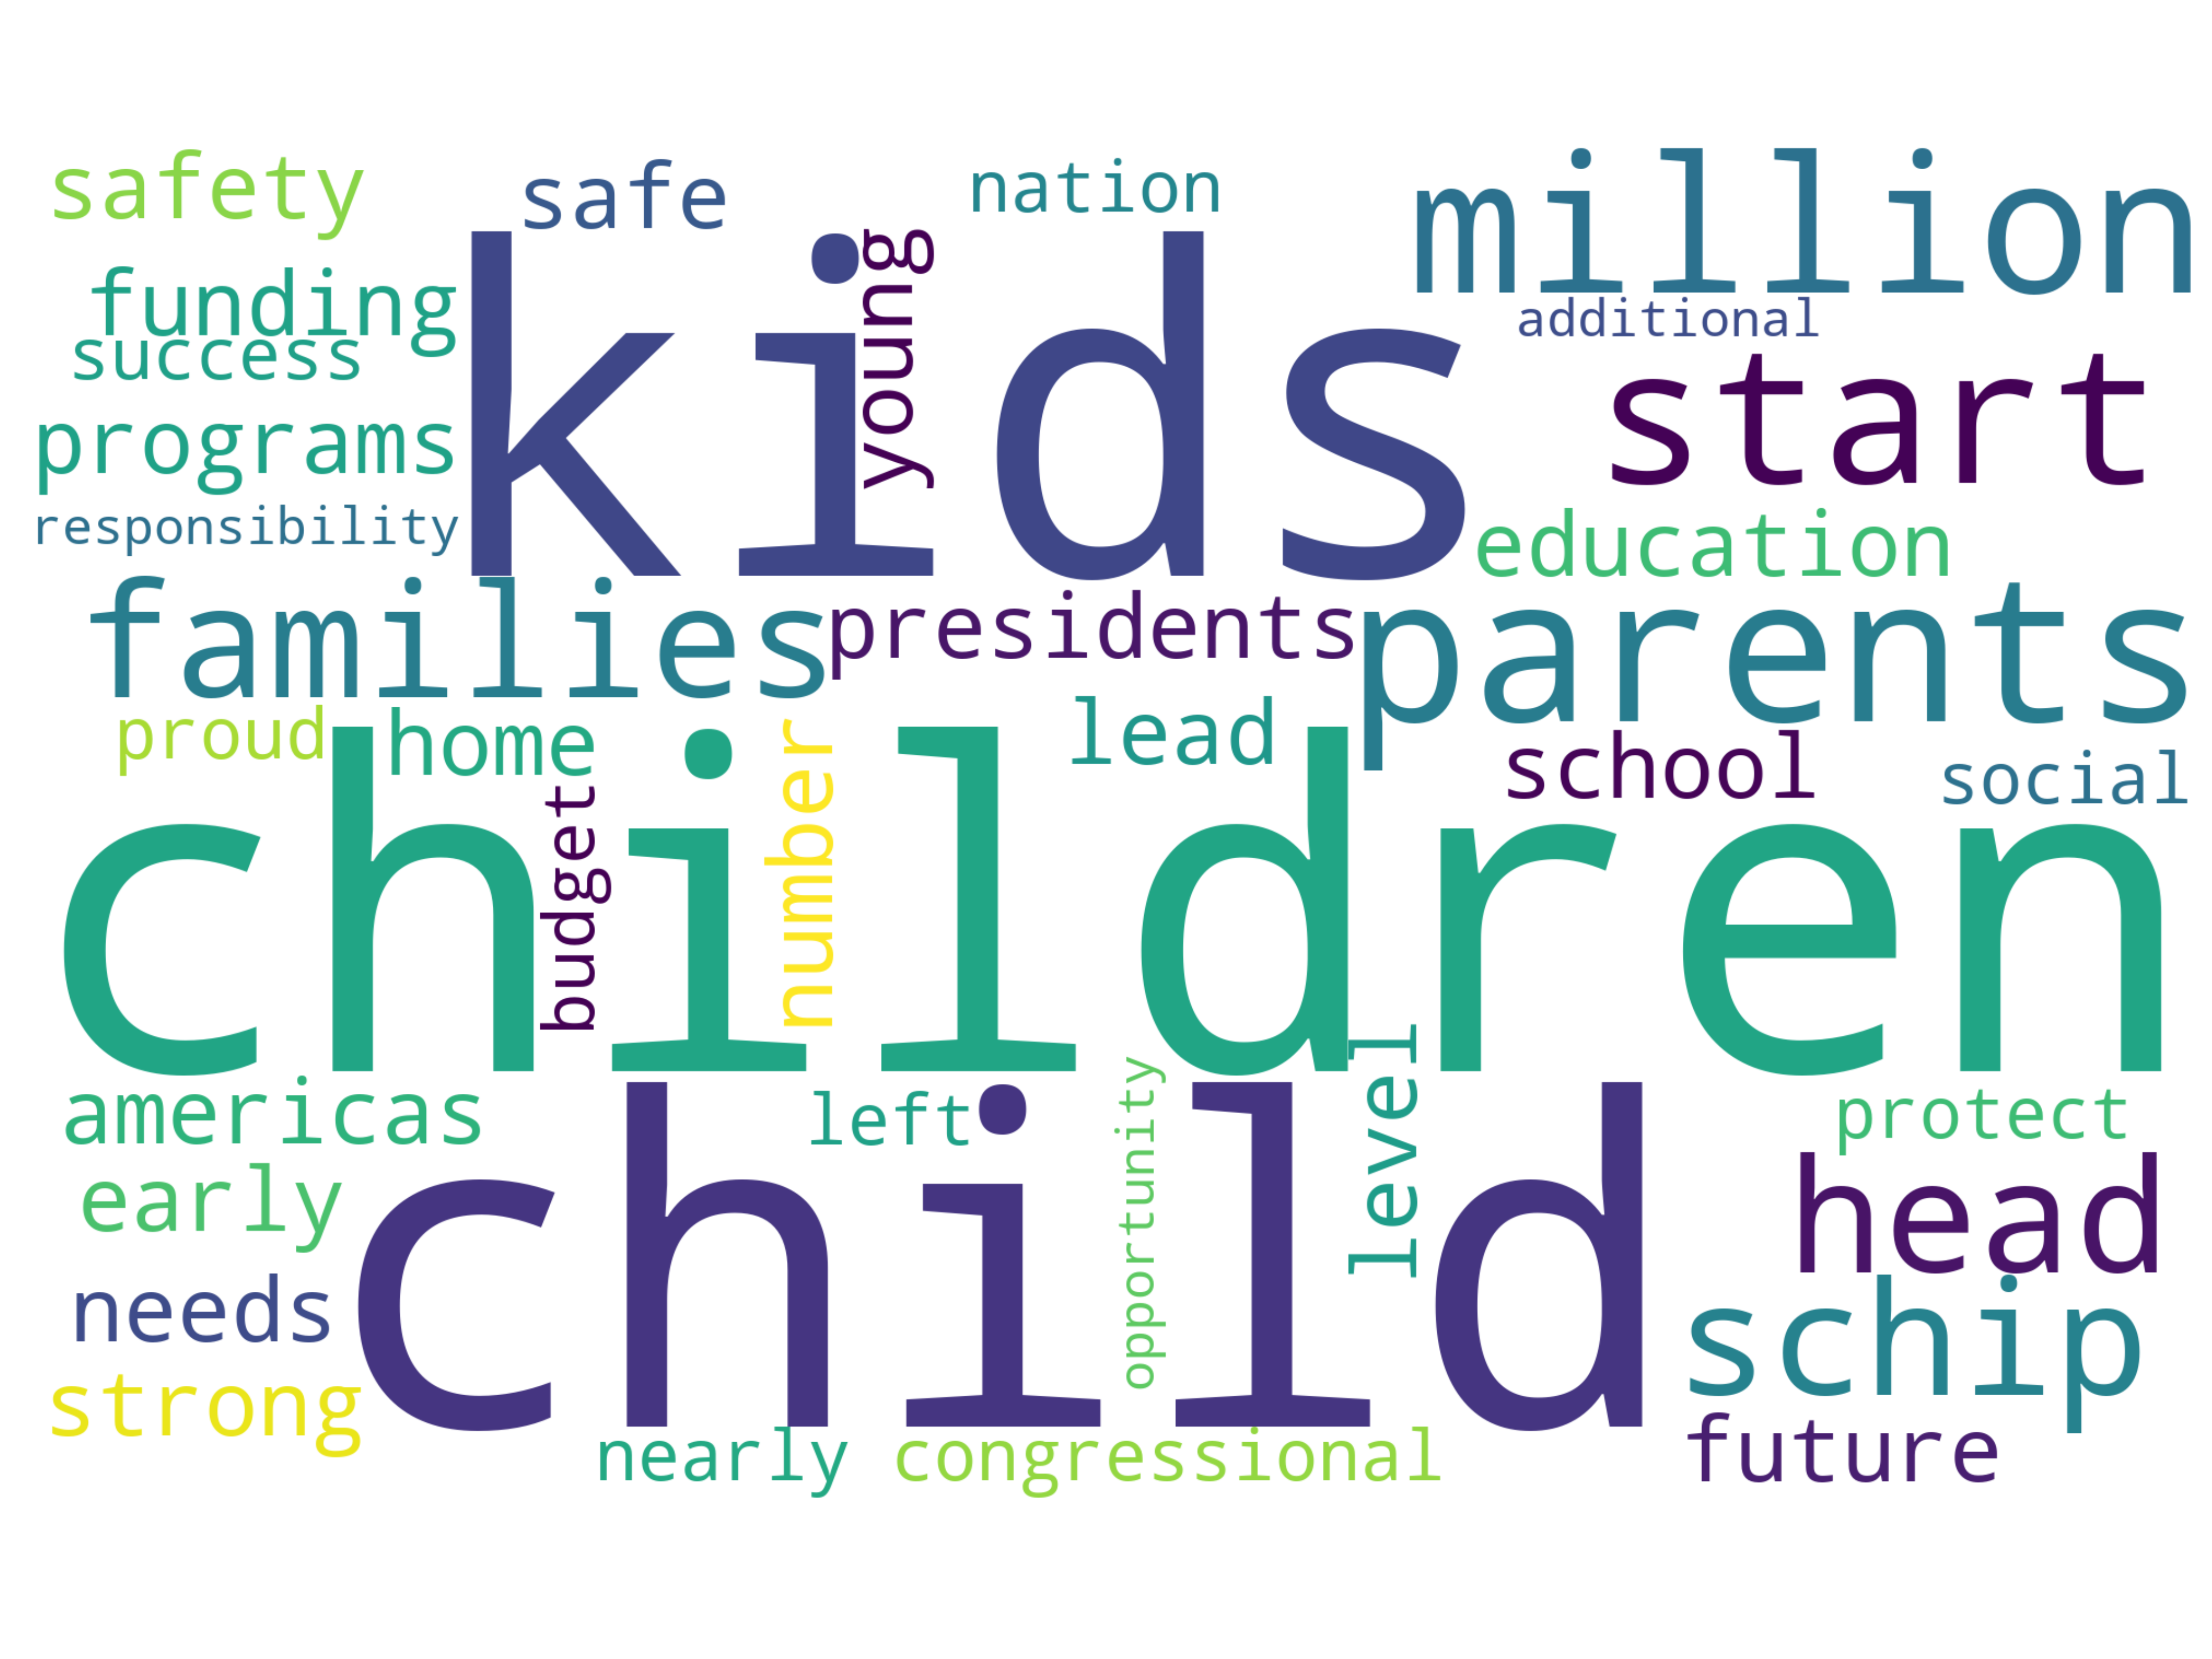 safety
safe
nation
million
funding
young
additional
success
kids
start
programs
responsibility
education
families
presidents
parents
proud
home
number
lead
school
social
budget
children
americas
left
opportunity
level
protect
early
child
head
needs
schip
strong
nearly
congressional
future